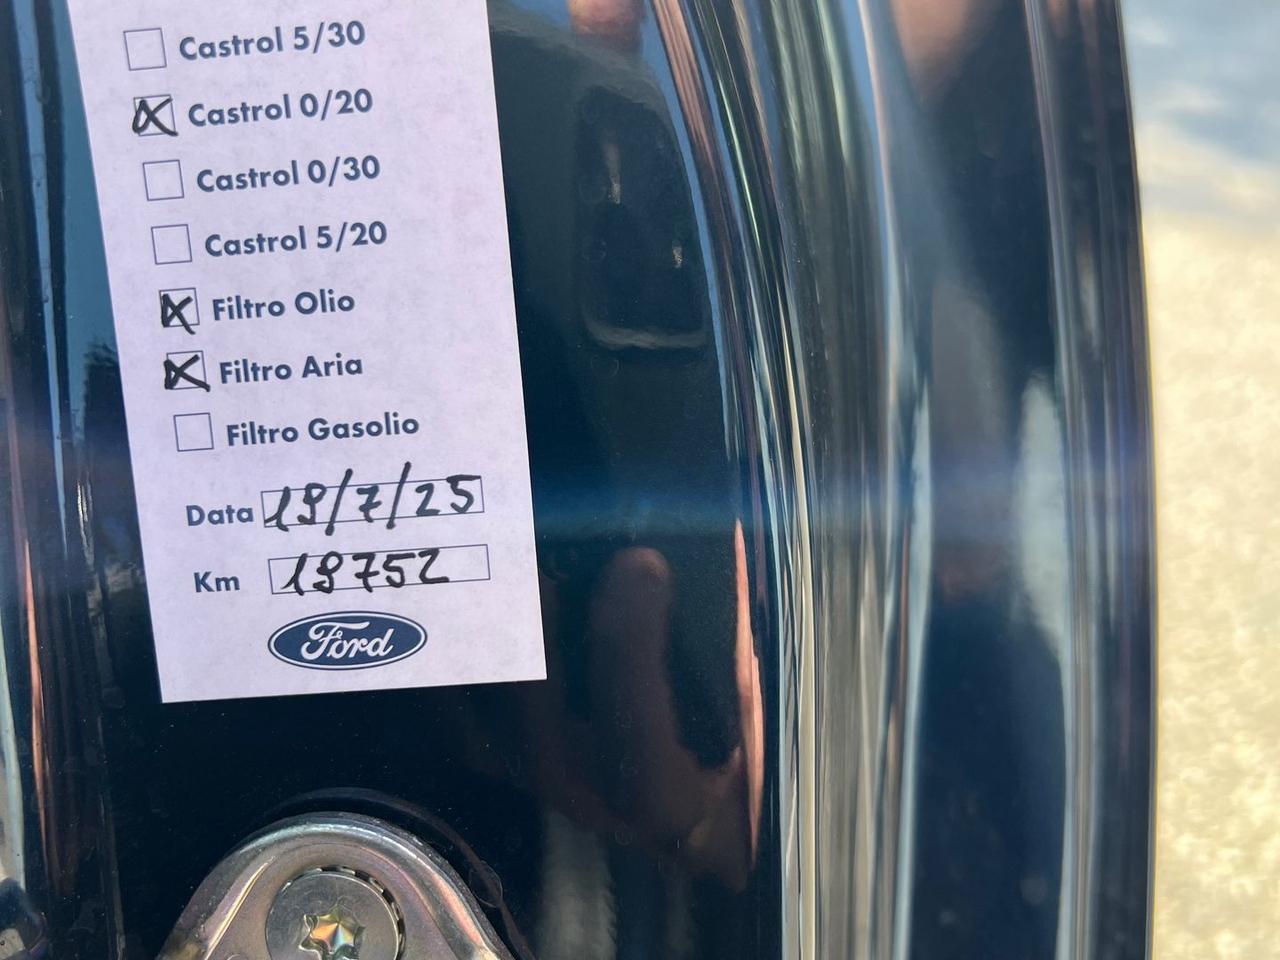 Castrol 5/30
Castrol 0/20
Castrol 0/30
Castrol 5/20
Filtro Olio
Filtro Aria
Filtro Gasolio
Data 19/7/25
Km 19752
Ford